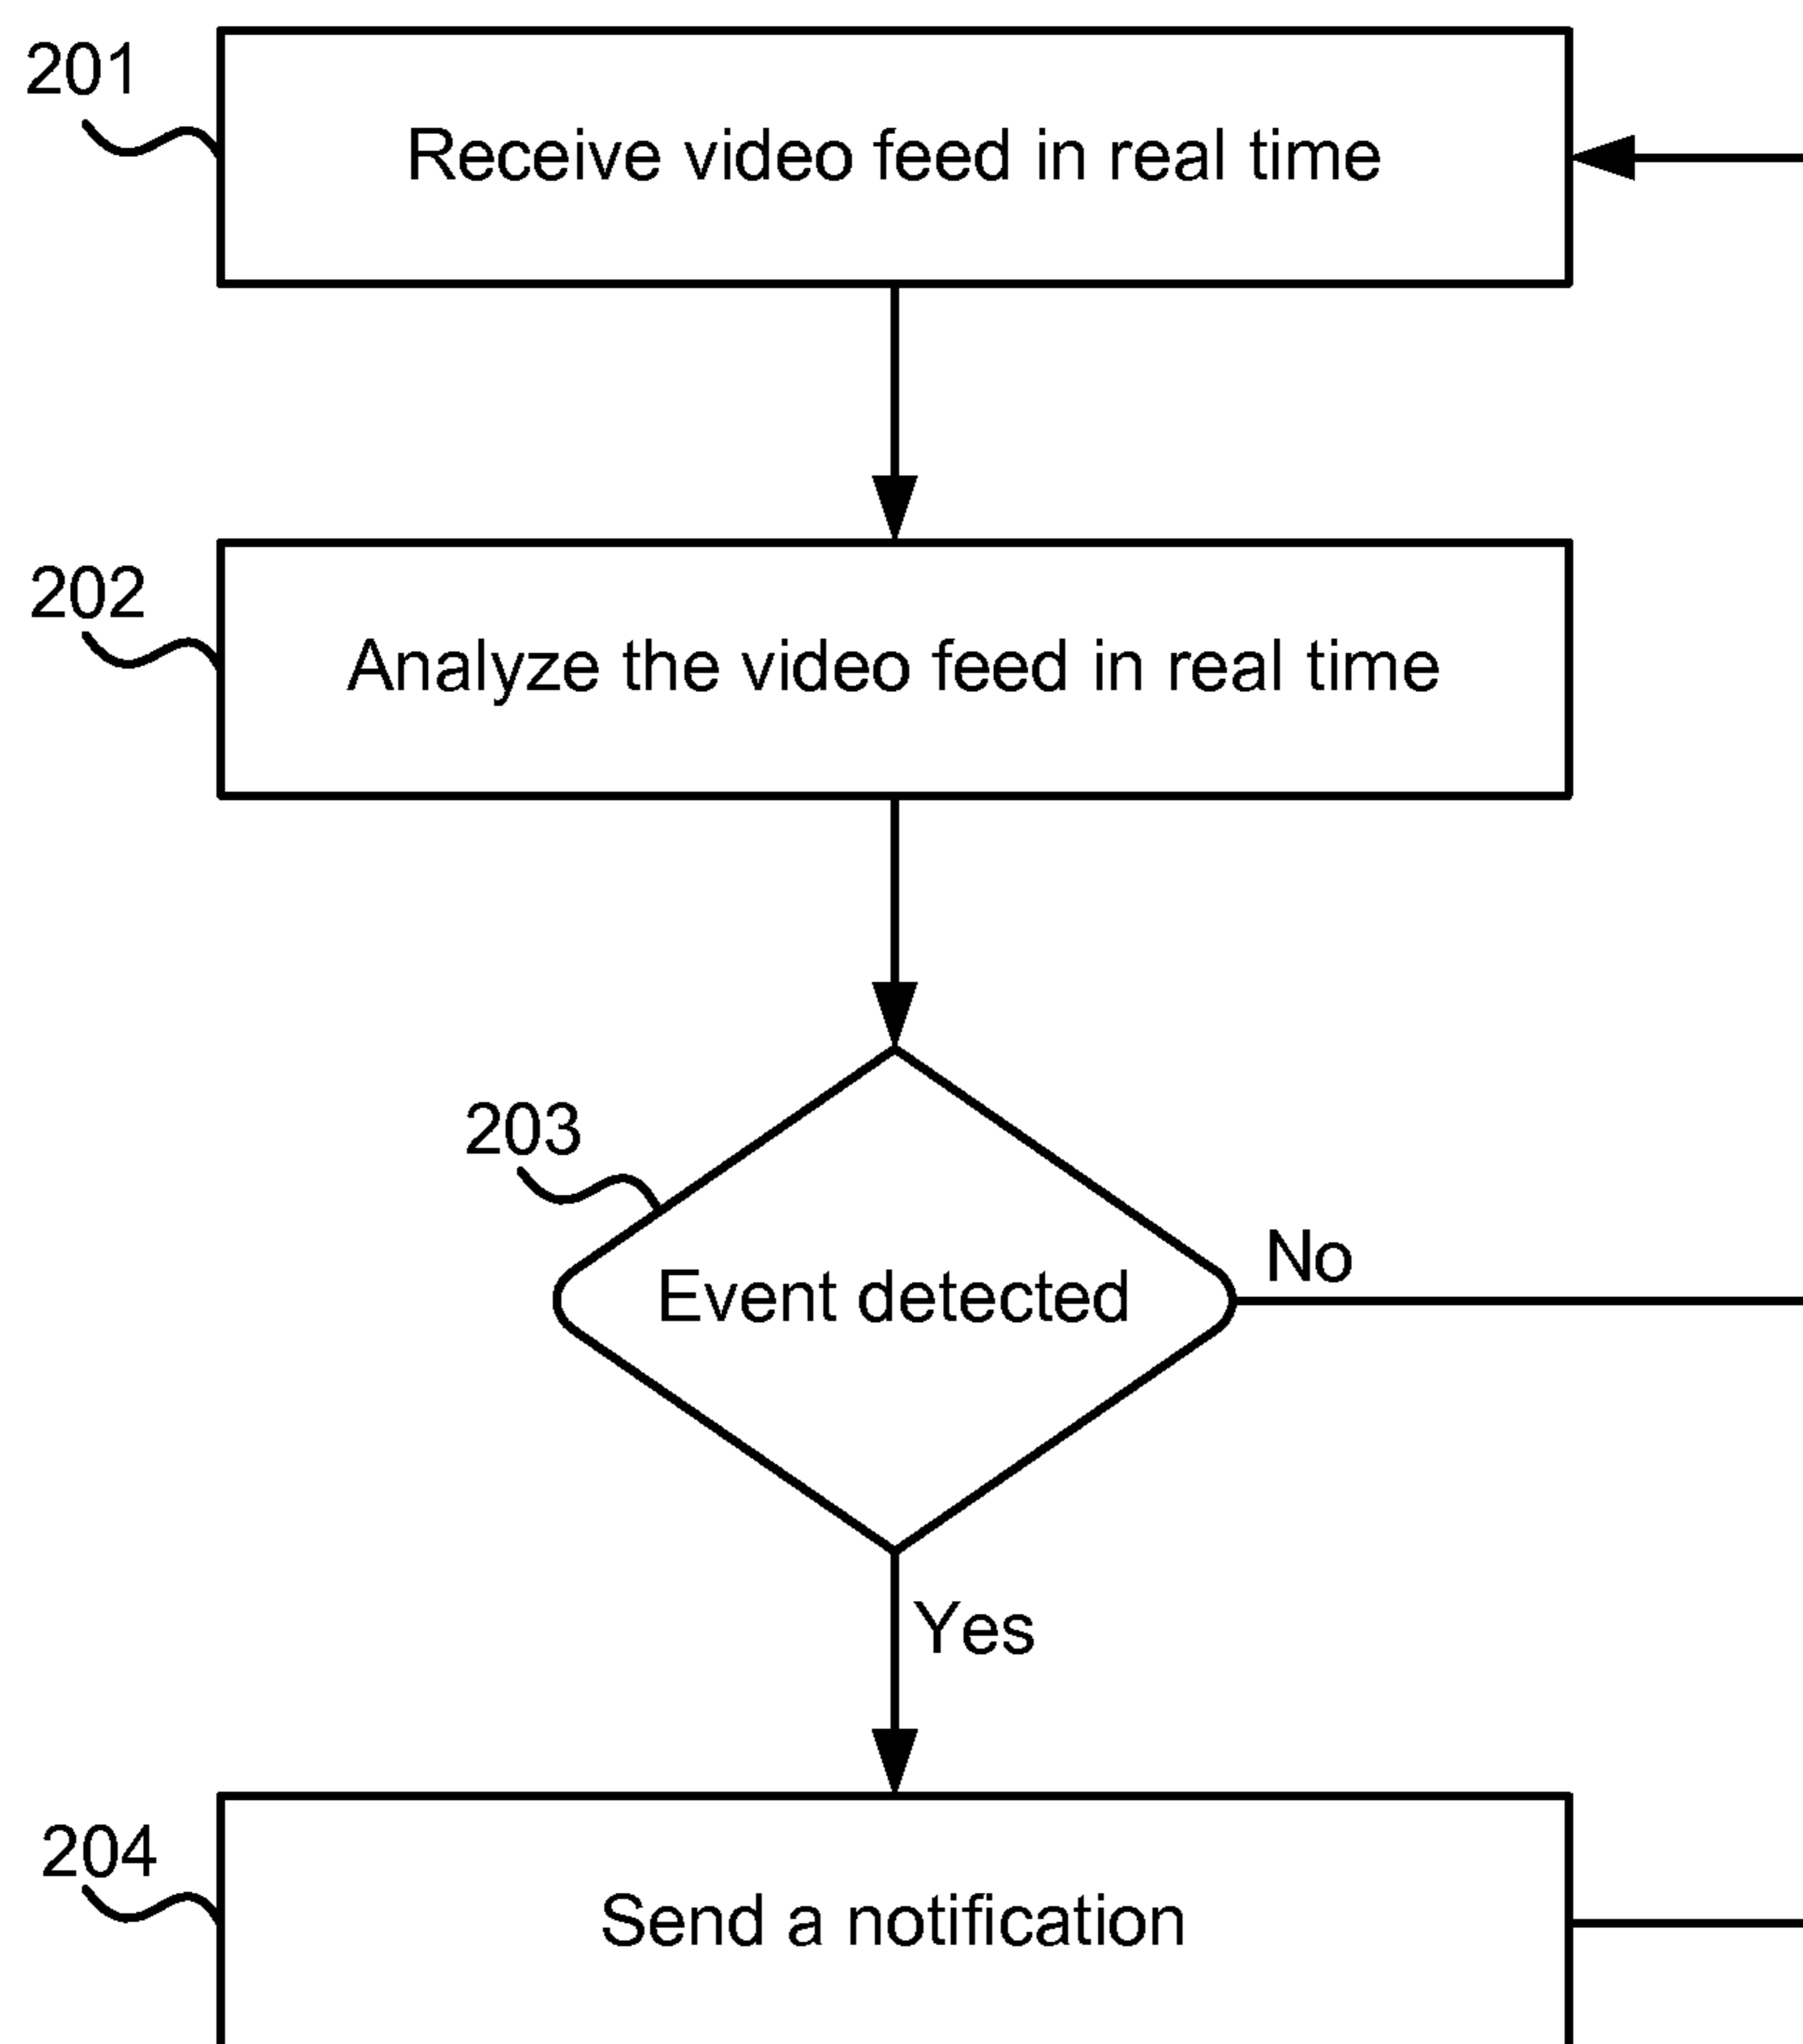 201
Receive video feed in real time
202
Analyze the video feed in real time
203
Event detected
No
Yes
204
Send a notification